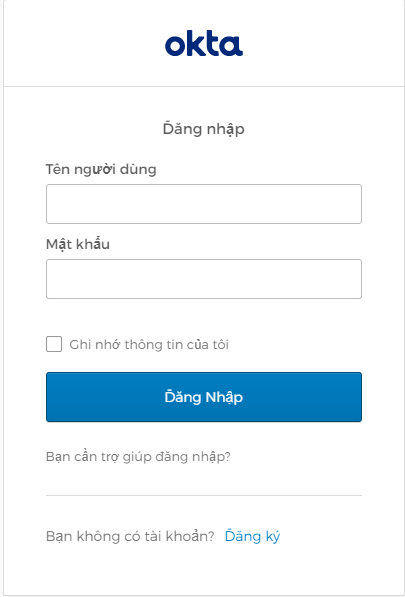 okta
Đăng nhập
Tên người dùng
Mật khẩu
Ghi nhớ thông tin của tôi
Đăng Nhập
Bạn cần trợ giúp đăng nhập?
Bạn không có tài khoản? Đăng ký